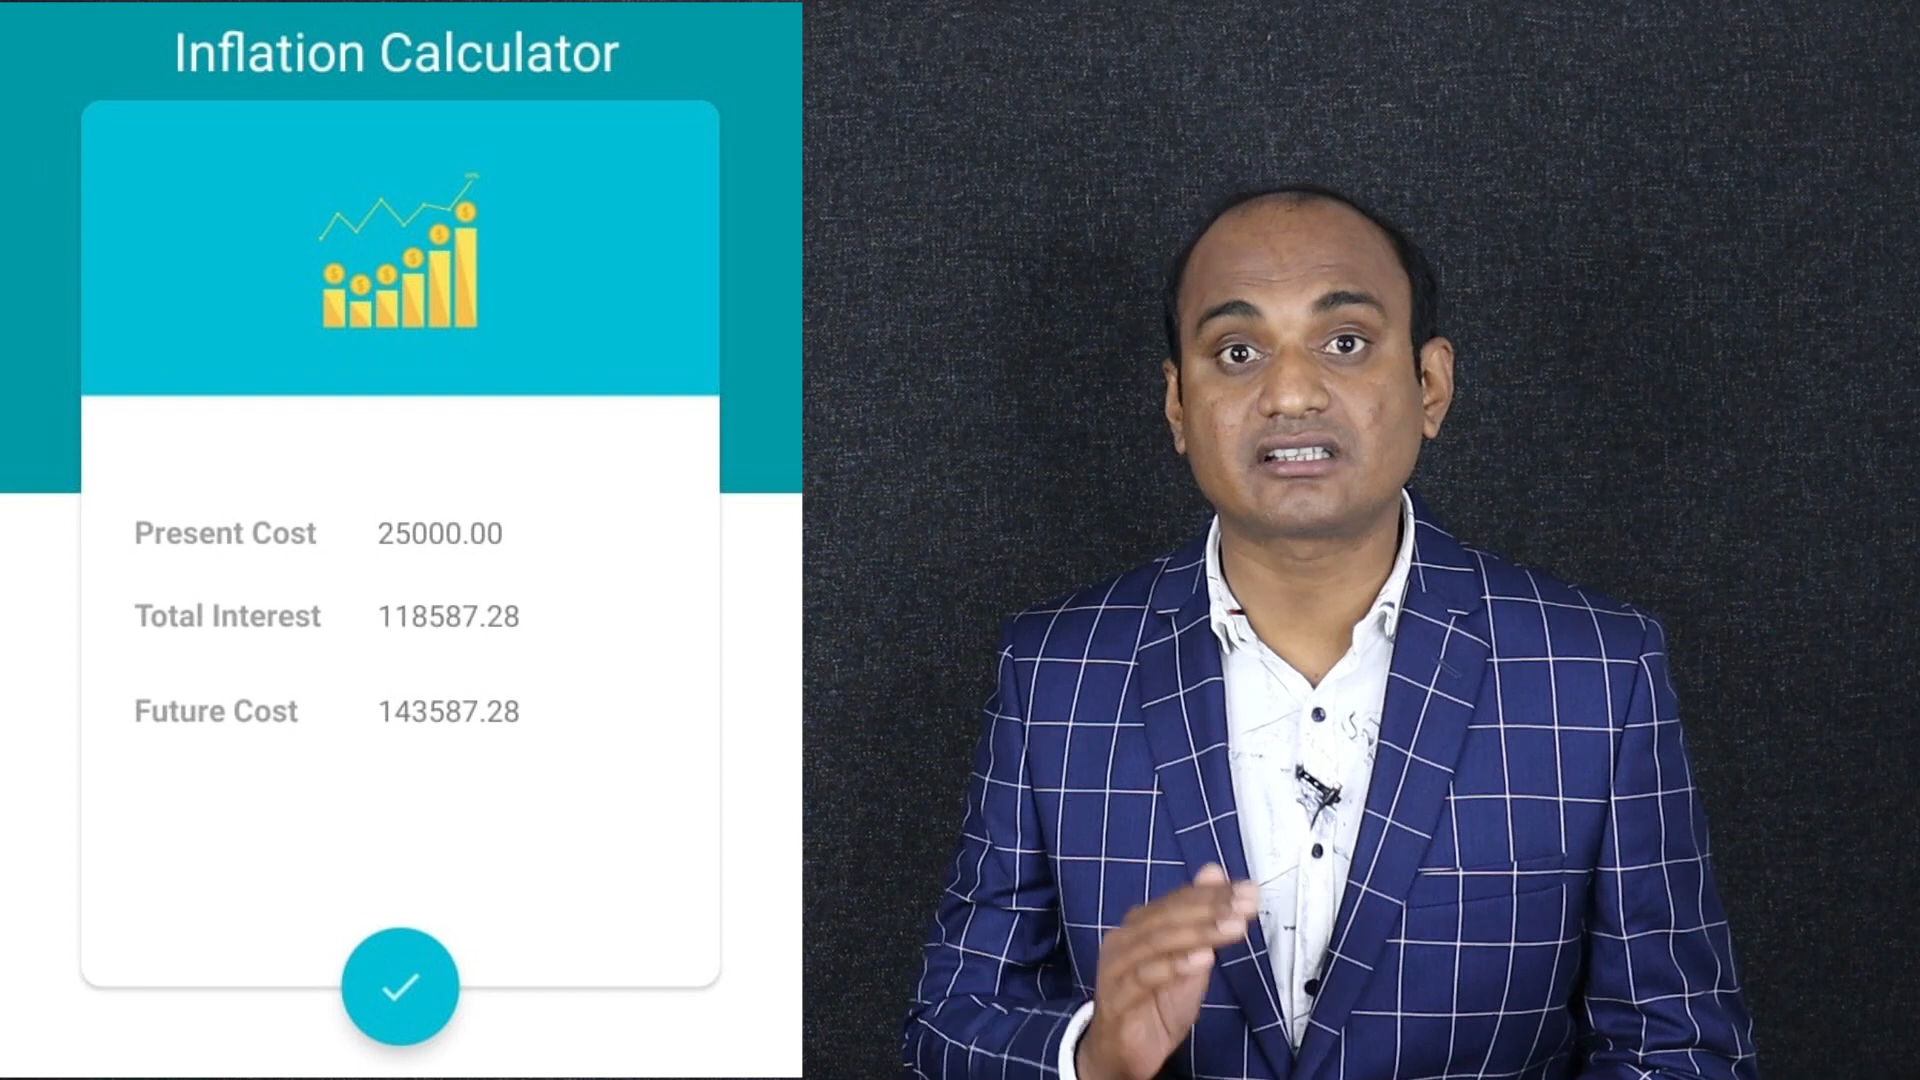 Inflation Calculator
Present Cost 25000.00
Total Interest 118587.28
Future Cost 143587.28